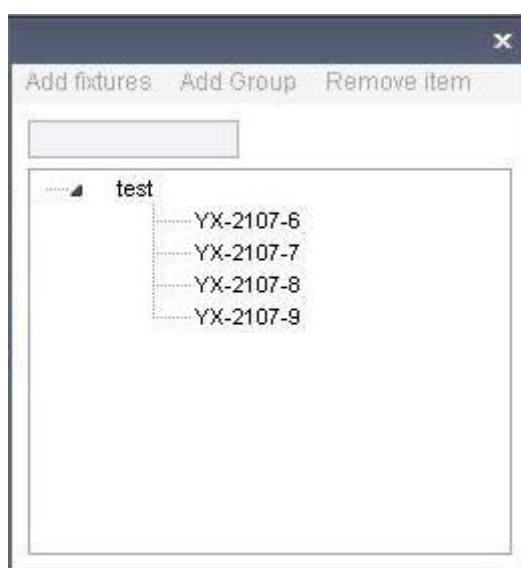 Add fixtures Add Group Remove item
test
YX-2107-6
YX-2107-7
YX-2107-8
YX-2107-9